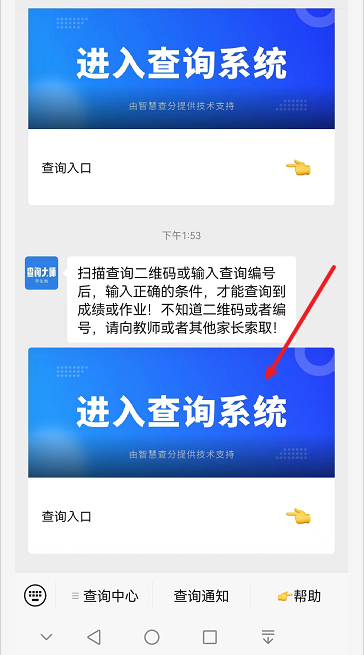 进入查询系统
由智慧查分提供技术支持
查询入口
下午1:53
查询大师
扫描查询二维码或输入查询编号
后，输入正确的条件，才能查询到
成绩或作业！不知道二维码或者编
号，请向教师或者其他家长索取！
进入查询系统
由智慧查分提供技术支持
查询入口
查询中心
查询通知
帮助